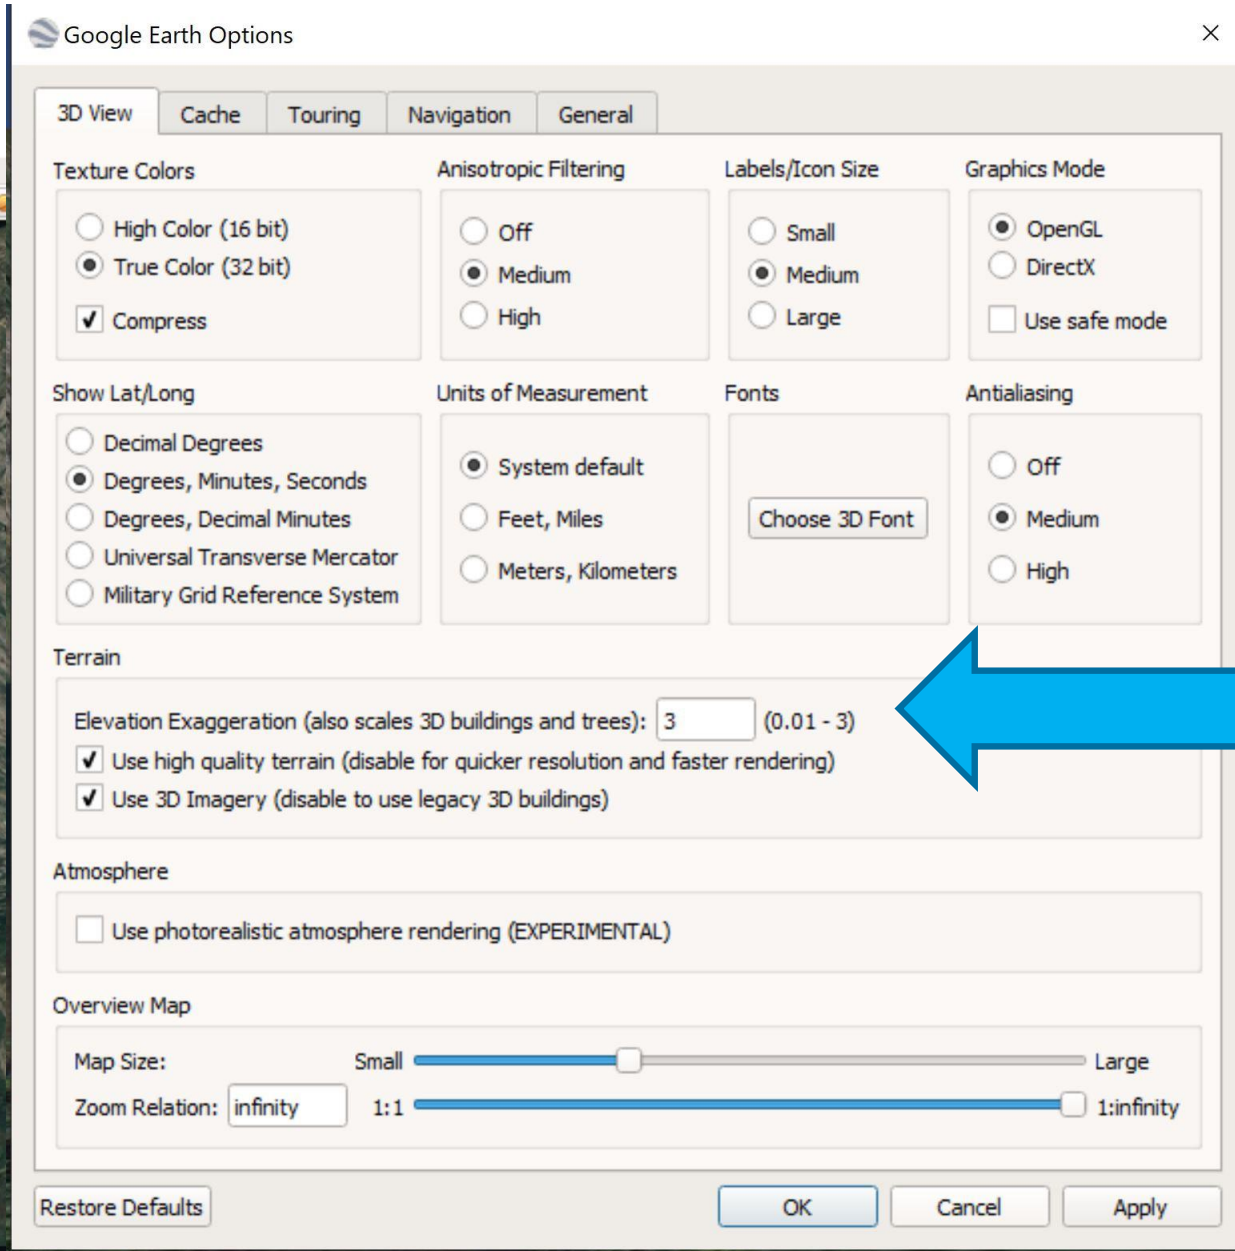 Google Earth Options
3D View Cache Touring Navigation General
Texture Colors
High Color (16 bit)
True Color (32 bit)
Compress
Anisotropic Filtering
Off
Medium
High
Labels/Icon Size
Small
Medium
Large
Graphics Mode
OpenGL
DirectX
Use safe mode
Show Lat/Long
Decimal Degrees
Degrees, Minutes, Seconds
Degrees, Decimal Minutes
Universal Transverse Mercator
Military Grid Reference System
Units of Measurement
System default
Feet, Miles
Meters, Kilometers
Fonts
Choose 3D Font
Antialiasing
Off
Medium
High
Terrain
Elevation Exaggeration (also scales 3D buildings and trees): 3 (0.01 - 3)
Use high quality terrain (disable for quicker resolution and faster rendering)
Use 3D Imagery (disable to use legacy 3D buildings)
Atmosphere
Use photorealistic atmosphere rendering (EXPERIMENTAL)
Overview Map
Map Size: Small Large
Zoom Relation: infinity 1:1 1:infinity
Restore Defaults OK Cancel Apply